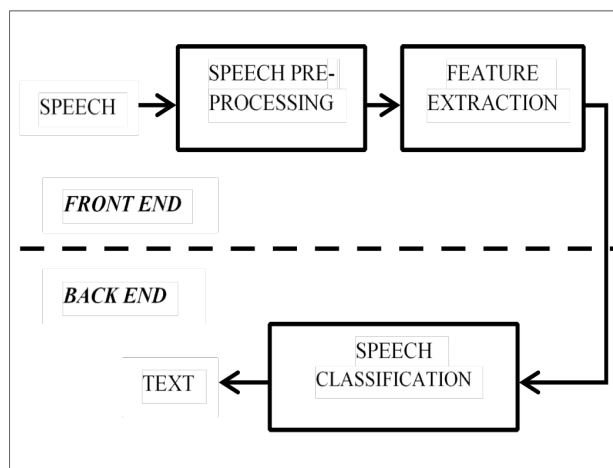 SPEECH
SPEECH PRE-
PROCESSING
FEATURE
EXTRACTION
FRONT END
BACK END
SPEECH
CLASSIFICATION
TEXT